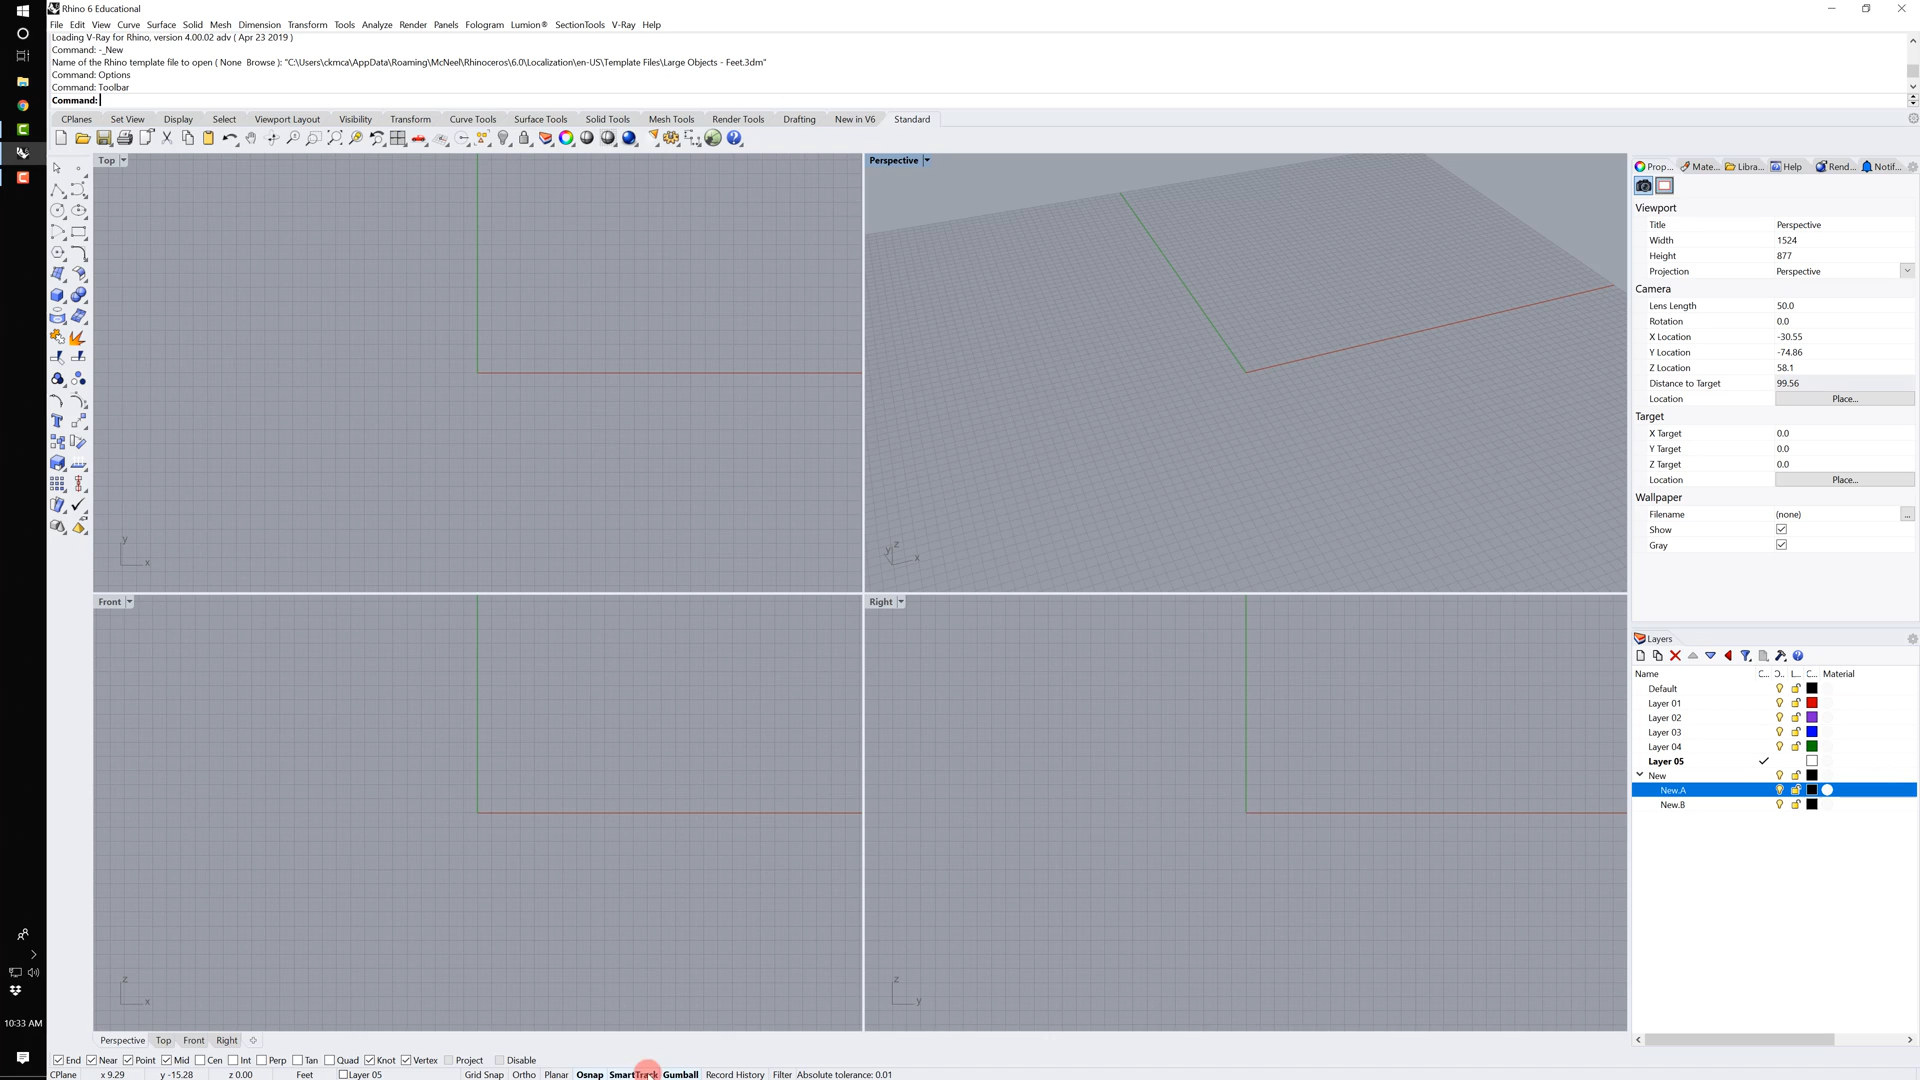 Rhino 6 Educational
File Edit View Curve Surface Solid Mesh Dimension Transform Tools Analyze Render Panels Fologram Lumion® SectionTools V-Ray Help
Loading V-Ray for Rhino, version 4.00.02 adv ( Apr 23 2019 )
Command: -_New
Name of the Rhino template file to open ( None Browse ): "C:\Users\ckmca\AppData\Roaming\McNeel\Rhinoceros\6.0\Localization\en-US\Template Files\Large Objects - Feet.3dm"
Command: Options
Command: Toolbar
Command:
CPlanes Set View Display Select Viewport Layout Visibility Transform Curve Tools Surface Tools Solid Tools Mesh Tools Render Tools Drafting New in V6 Standard
Top
Perspective
Prop... Mate... Libra... Help Rend... Notif...
Viewport
Title Perspective
Width 1524
Height 877
Projection Perspective
Camera
Lens Length 50.0
Rotation 0.0
X Location -30.55
Y Location -74.86
Z Location 58.1
Distance to Target 99.56
Location Place...
Target
X Target 0.0
Y Target 0.0
Z Target 0.0
Location Place...
Wallpaper
Filename (none) ...
Show
Gray
y
x
z
y
x
Front
Right
Layers
Name C... O... L... C... Material
Default
Layer 01
Layer 02
Layer 03
Layer 04
Layer 05
New
New.A
New.B
z
x
z
y
10:33 AM
Perspective Top Front Right
End Near Point Mid Cen Int Perp Tan Quad Knot Vertex Project Disable
CPlane x 9.29 y -15.28 z 0.00 Feet Layer 05 Grid Snap Ortho Planar Osnap SmartTrack Gumball Record History Filter Absolute tolerance: 0.01